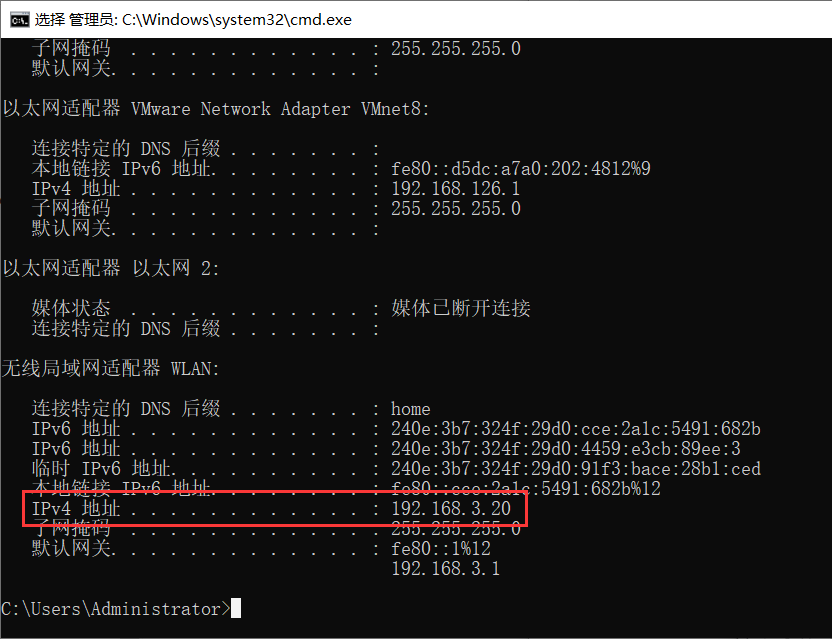 选择 管理员: C:\Windows\system32\cmd.exe
子网掩码 . . . . . . . . . . . . : 255.255.255.0
默认网关. . . . . . . . . . . . . :
以太网适配器 VMware Network Adapter VMnet8:
连接特定的 DNS 后缀 . . . . . . . :
本地链接 IPv6 地址. . . . . . . . : fe80::d5dc:a7a0:202:4812%9
IPv4 地址 . . . . . . . . . . . . : 192.168.126.1
子网掩码 . . . . . . . . . . . . : 255.255.255.0
默认网关. . . . . . . . . . . . . :
以太网适配器 以太网 2:
媒体状态 . . . . . . . . . . . . : 媒体已断开连接
连接特定的 DNS 后缀 . . . . . . . :
无线局域网适配器 WLAN:
连接特定的 DNS 后缀 . . . . . . . : home
IPv6 地址 . . . . . . . . . . . . : 240e:3b7:324f:29d0:cce:2a1c:5491:682b
IPv6 地址 . . . . . . . . . . . . : 240e:3b7:324f:29d0:4459:e3cb:89ee:3
临时 IPv6 地址. . . . . . . . . . : 240e:3b7:324f:29d0:91f3:bace:28b1:ced
本地链接 IPv6 地址. . . . . . . . : fe80::cce:2a1c:5491:682b%12
IPv4 地址 . . . . . . . . . . . . : 192.168.3.20
子网掩码 . . . . . . . . . . . . : 255.255.255.0
默认网关. . . . . . . . . . . . . : fe80::1%12
192.168.3.1
C:\Users\Administrator>